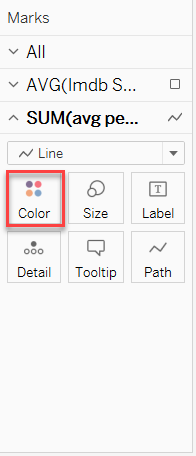 Marks
All
AVG(Imdb S...
SUM(avg pe...
Line
Color Size Label
Detail Tooltip Path